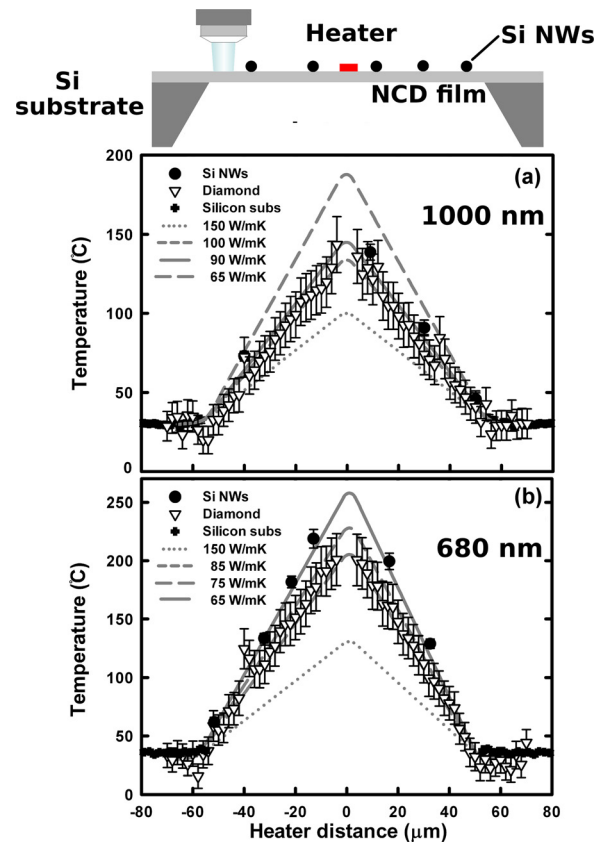 Heater
Si NWs
Si
substrate
NCD film
200
150
100
50
0
Temperature (°C)
Si NWs
Diamond
Silicon subs
150 W/mK
100 W/mK
90 W/mK
65 W/mK
(a)
1000 nm
250
200
150
100
50
0
Temperature (°C)
Si NWs
Diamond
Silicon subs
150 W/mK
85 W/mK
75 W/mK
65 W/mK
(b)
680 nm
-80 -60 -40 -20 0 20 40 60 80
Heater distance (μm)